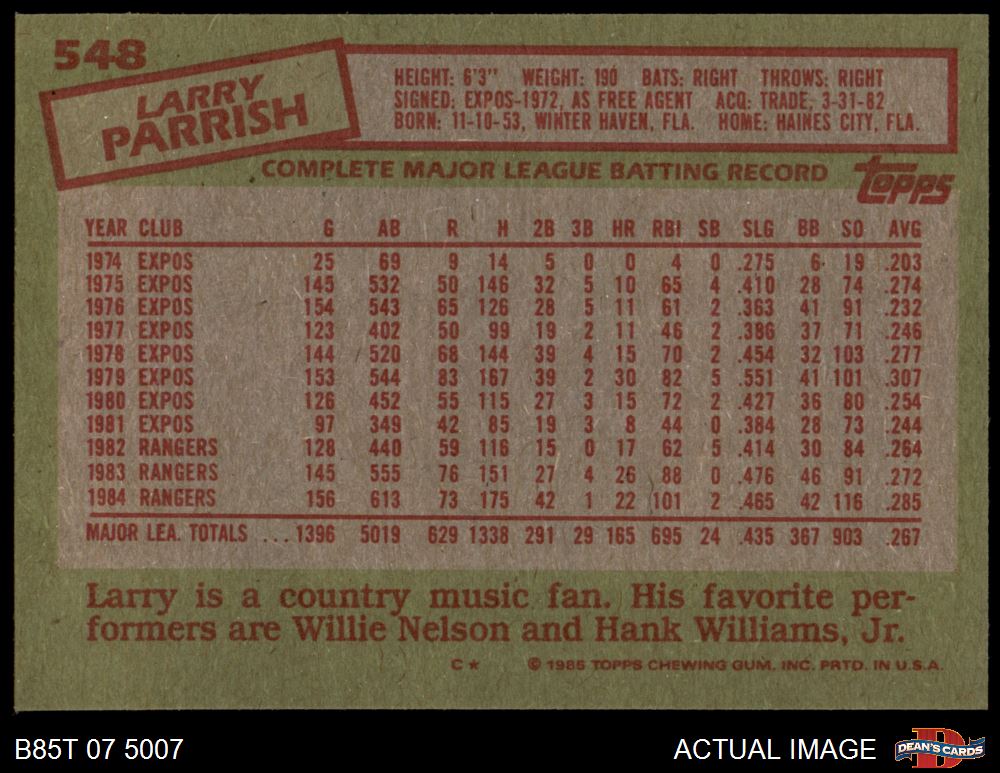 548
LARRY
PARRISH
HEIGHT: 6'3" WEIGHT: 190 BATS: RIGHT THROWS: RIGHT
SIGNED: EXPOS-1972, AS FREE AGENT ACQ: TRADE, 3-31-82
BORN: 11-10-53, WINTER HAVEN, FLA. HOME: HAINES CITY, FLA.
COMPLETE MAJOR LEAGUE BATTING RECORD
topps
YEAR CLUB G AB R H 2B 3B HR RBI SB SLG BB SO AVG
1974 EXPOS 25 69 9 14 5 0 0 4 0 .275 6 19 .203
1975 EXPOS 145 532 50 146 32 5 10 65 4 .410 28 74 .274
1976 EXPOS 154 543 65 126 28 5 11 61 2 .363 41 91 .232
1977 EXPOS 123 402 50 99 19 2 11 46 2 .386 37 71 .246
1978 EXPOS 144 520 68 144 39 4 15 70 2 .454 32 103 .277
1979 EXPOS 153 544 83 167 39 2 30 82 5 .551 41 101 .307
1980 EXPOS 126 452 55 115 27 3 15 72 2 .427 36 80 .254
1981 EXPOS 97 349 42 85 19 3 8 44 0 .384 28 73 .244
1982 RANGERS 128 440 59 116 15 0 17 62 5 .414 30 84 .264
1983 RANGERS 145 555 76 151 27 4 26 88 0 .476 46 91 .272
1984 RANGERS 156 613 73 175 42 1 22 101 2 .465 42 116 .285
MAJOR LEA. TOTALS ... 1396 5019 629 1338 291 29 165 695 24 .435 367 903 .267
Larry is a country music fan. His favorite per-
formers are Willie Nelson and Hank Williams, Jr.
C★ © 1985 TOPPS CHEWING GUM, INC. PRTD. IN U.S.A.
B85T 07 5007 ACTUAL IMAGE DEAN'S CARDS